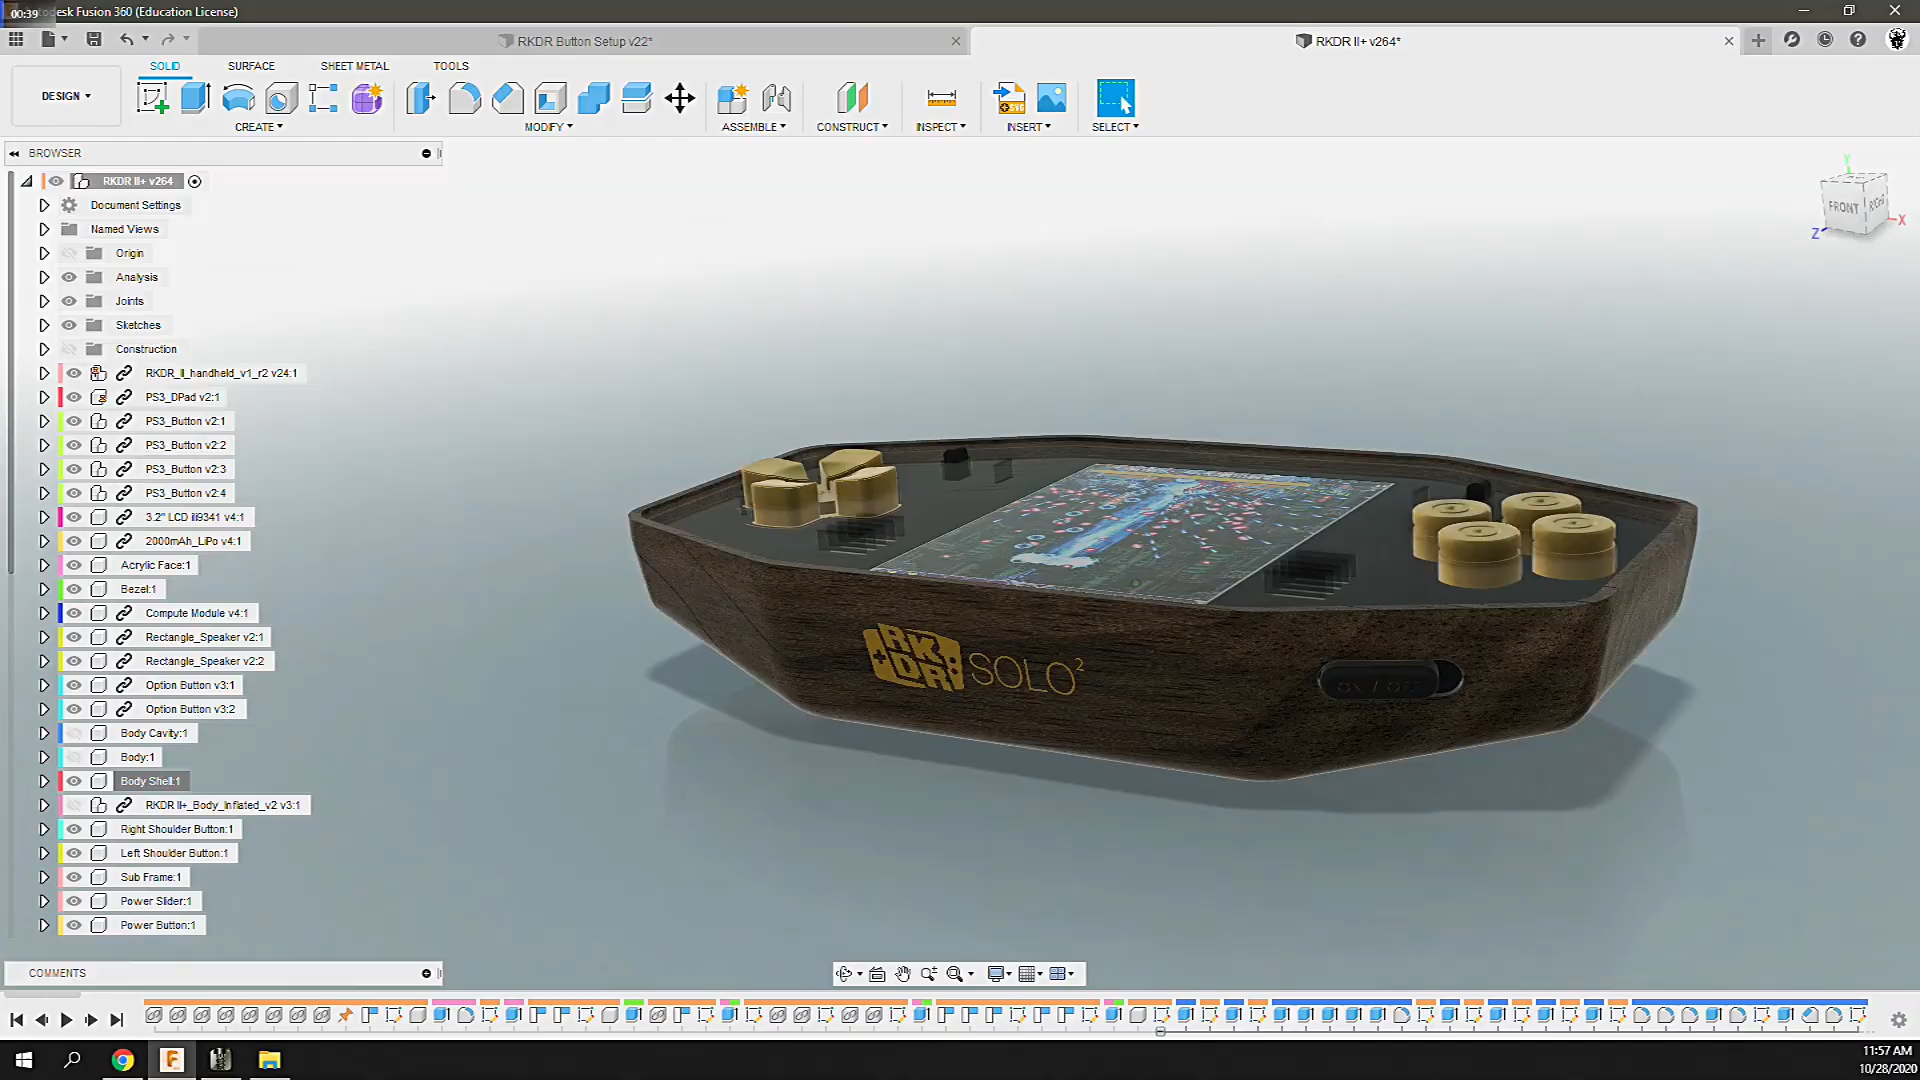 00:39
desk Fusion 360 (Education License)
RKDR Button Setup v22*
RKDR II+ v264*
SOLID
SURFACE
SHEET METAL
TOOLS
DESIGN
CREATE
MODIFY
ASSEMBLE
CONSTRUCT
INSPECT
INSERT
SELECT
BROWSER
RKDR II+ v264
Document Settings
Named Views
Origin
Analysis
Joints
Sketches
Construction
RKDR_II_handheld_v1_r2 v24:1
PS3_DPad v2:1
PS3_Button v2:1
PS3_Button v2:2
PS3_Button v2:3
PS3_Button v2:4
3.2" LCD ili9341 v4:1
2000mAh_LiPo v4:1
Acrylic Face:1
Bezel:1
Compute Module v4:1
Rectangle_Speaker v2:1
Rectangle_Speaker v2:2
Option Button v3:1
Option Button v3:2
Body Cavity:1
Body:1
Body Shell:1
RKDR II+_Body_Inflated_v2 v3:1
Right Shoulder Button:1
Left Shoulder Button:1
Sub Frame:1
Power Slider:1
Power Button:1
Y
FRONT
X
Z
RK
DR
SOLO²
ON / OFF
COMMENTS
11:57 AM
10/28/2020